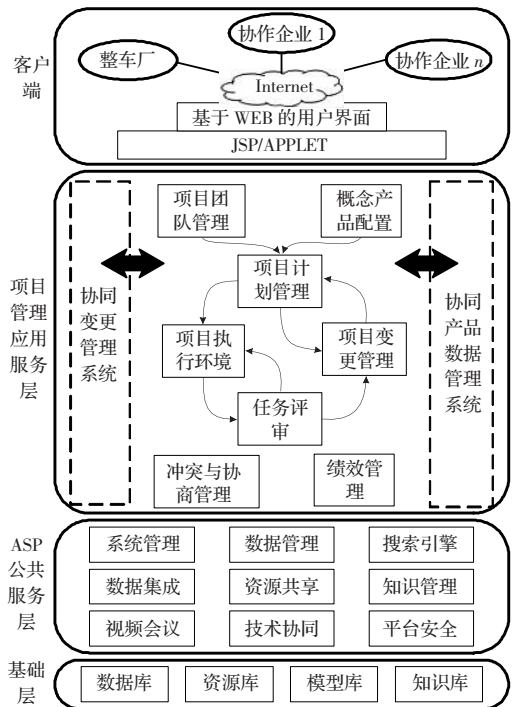 客户
端
整车厂
协作企业 1
协作企业 n
Internet
基于 WEB 的用户界面
JSP/APPLET
项目
管理
应用
服务
层
协同
变更
管理
系统
项目团
队管理
概念产
品配置
项目计
划管理
项目执
行环境
项目变
更管理
任务评
审
冲突与协
商管理
绩效管
理
协同
产品
数据
管理
系统
ASP
公共
服务
层
系统管理
数据管理
搜索引擎
数据集成
资源共享
知识管理
视频会议
技术协同
平台安全
基础
层
数据库
资源库
模型库
知识库